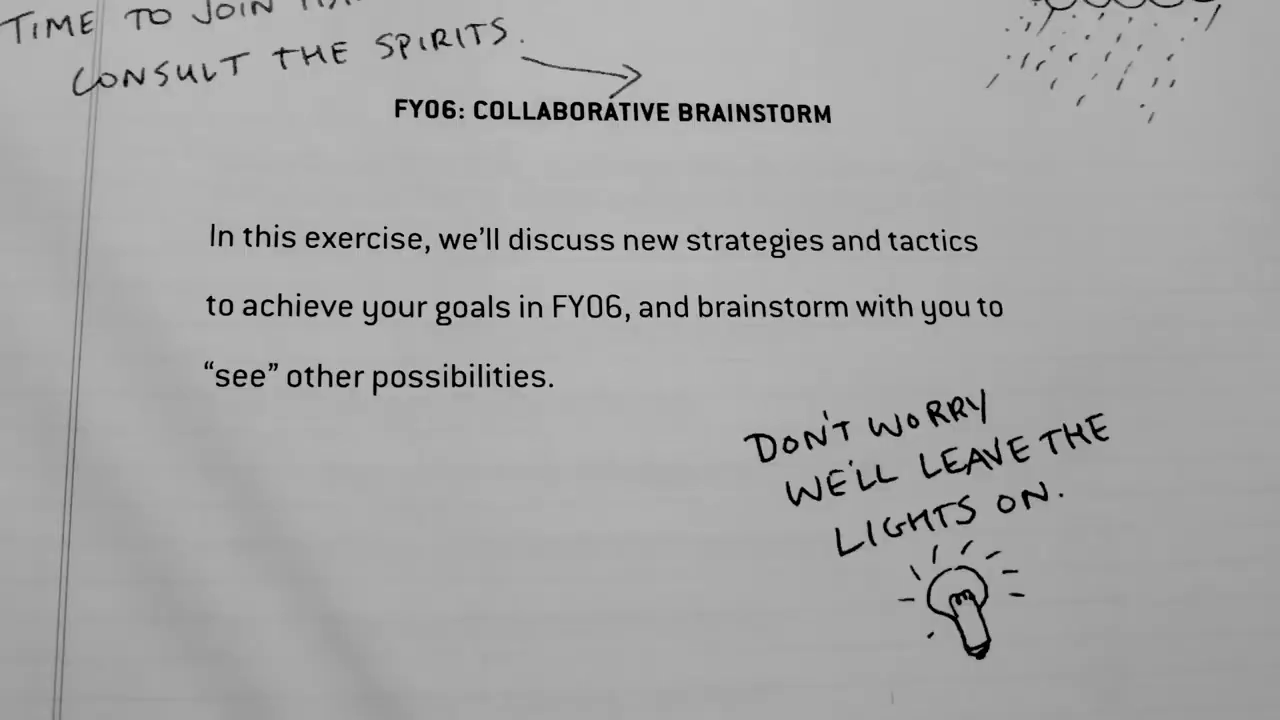 TIME TO JOIN
CONSULT THE SPIRITS.
FY06: COLLABORATIVE BRAINSTORM
In this exercise, we'll discuss new strategies and tactics
to achieve your goals in FY06, and brainstorm with you to
“see” other possibilities.
DON'T WORRY
WE'LL LEAVE THE
LIGHTS ON.